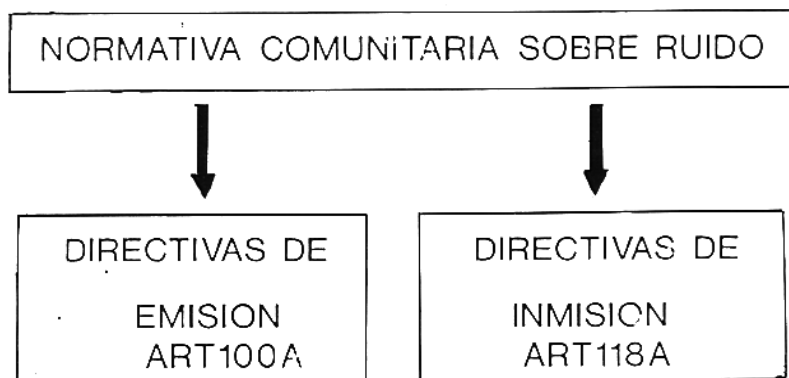 NORMATIVA COMUNITARIA SOBRE RUIDO
DIRECTIVAS DE
EMISION
ART100A
DIRECTIVAS DE
INMISION
ART118A